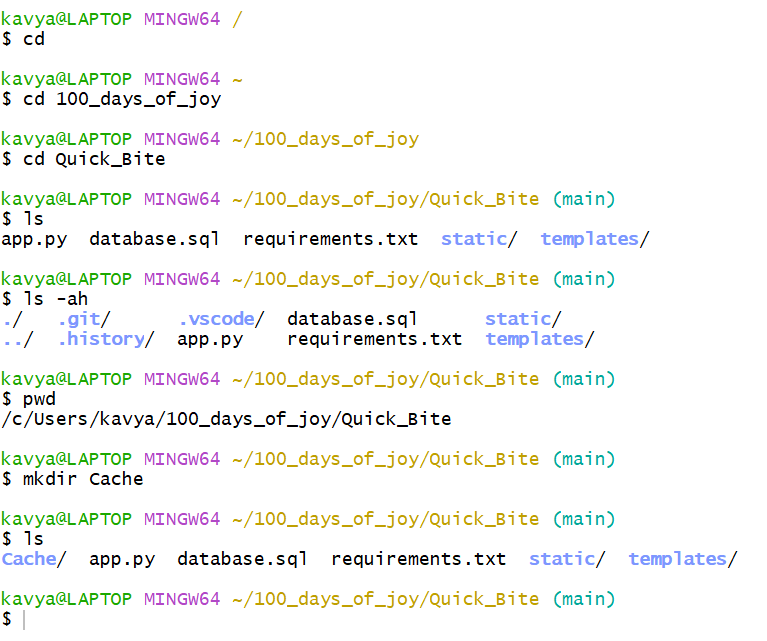 kavya@LAPTOP MINGW64 /
$ cd
kavya@LAPTOP MINGW64 ~
$ cd 100_days_of_joy
kavya@LAPTOP MINGW64 ~/100_days_of_joy
$ cd Quick_Bite
kavya@LAPTOP MINGW64 ~/100_days_of_joy/Quick_Bite (main)
$ ls
app.py  database.sql  requirements.txt  static/  templates/
kavya@LAPTOP MINGW64 ~/100_days_of_joy/Quick_Bite (main)
$ ls -ah
./   .git/      .vscode/  database.sql      static/
../  .history/  app.py    requirements.txt  templates/
kavya@LAPTOP MINGW64 ~/100_days_of_joy/Quick_Bite (main)
$ pwd
/c/Users/kavya/100_days_of_joy/Quick_Bite
kavya@LAPTOP MINGW64 ~/100_days_of_joy/Quick_Bite (main)
$ mkdir Cache
kavya@LAPTOP MINGW64 ~/100_days_of_joy/Quick_Bite (main)
$ ls
Cache/  app.py  database.sql  requirements.txt  static/  templates/
kavya@LAPTOP MINGW64 ~/100_days_of_joy/Quick_Bite (main)
$